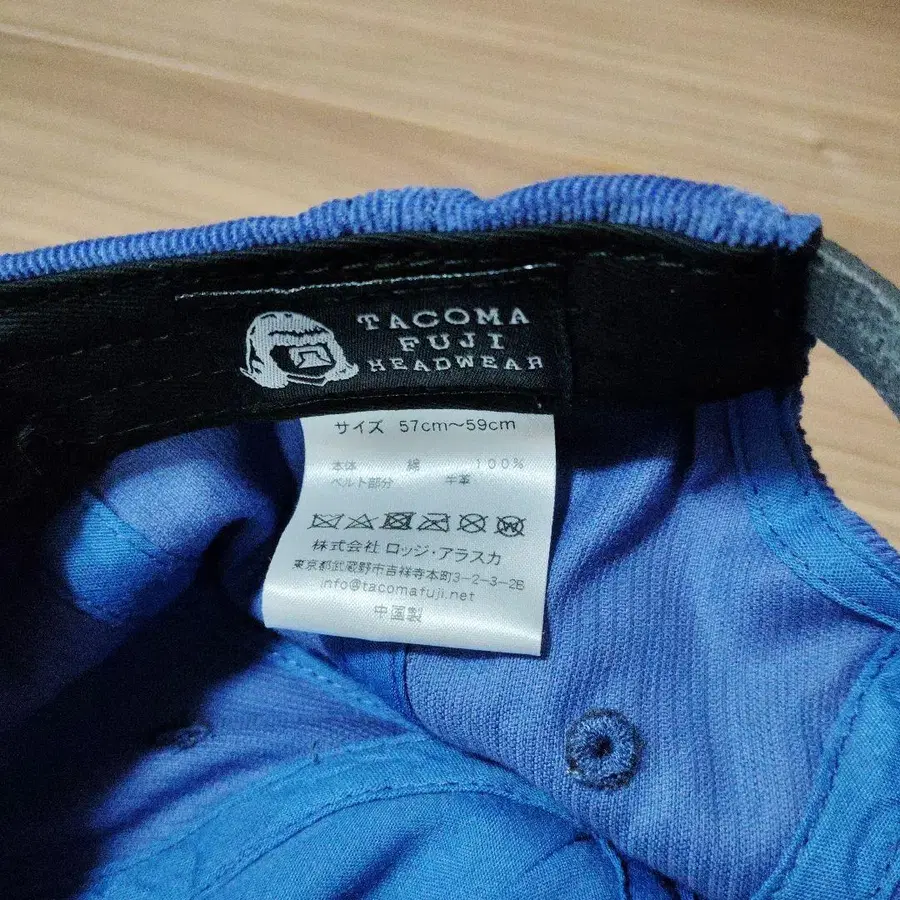 TACOMA
FUJI
HEADWEAR
サイズ 57cm〜59cm
本体 綿 100%
ベルト部分 牛革
株式会社 ロッジ・アラスカ
東京都武蔵野市吉祥寺本町3-2-3-2B
info@tacomafuji.net
中国製